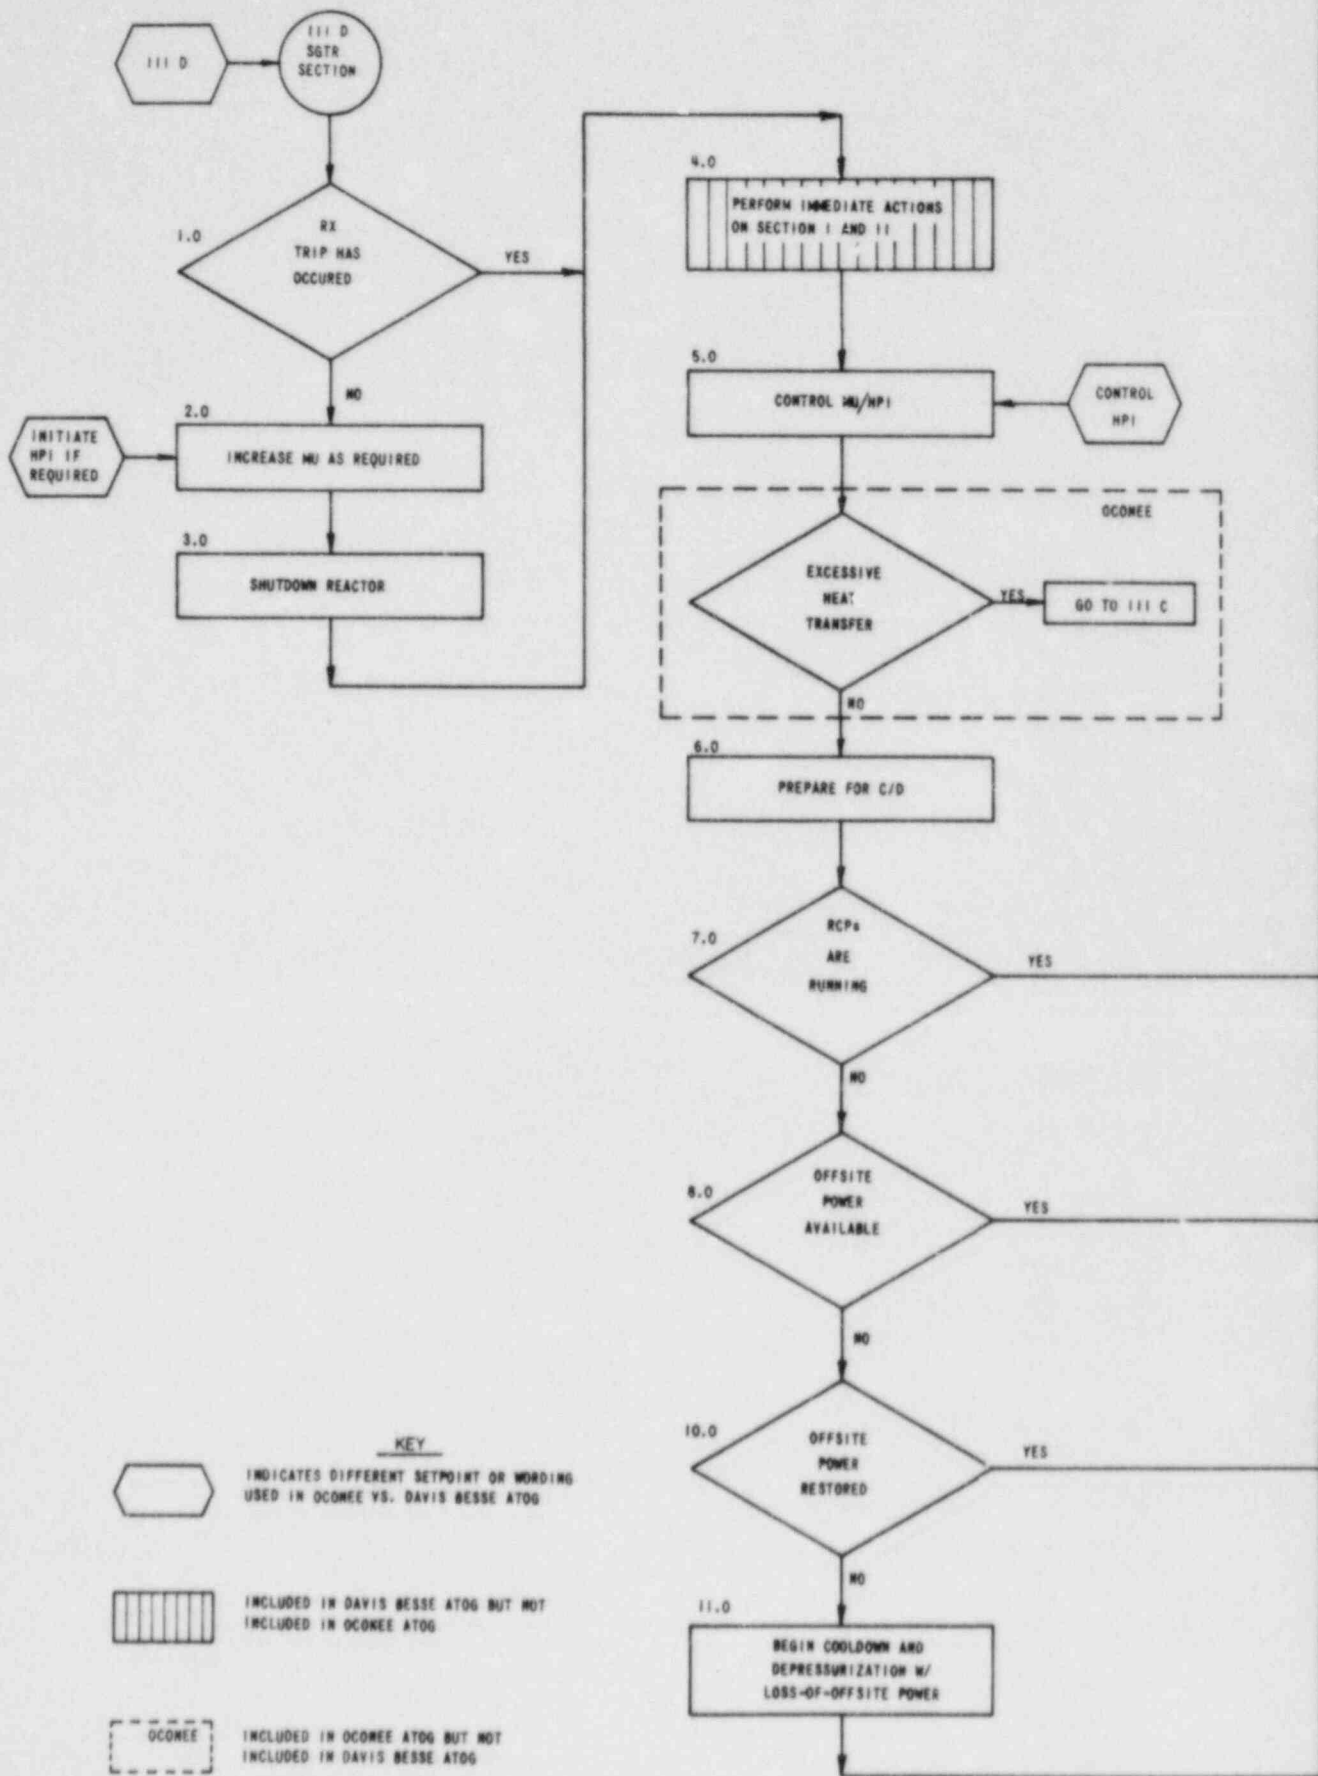 III D
III D
SGTR
SECTION
1.0
RX
TRIP HAS
OCCURED
YES
NO
INITIATE
HPI IF
REQUIRED
2.0
INCREASE MU AS REQUIRED
3.0
SHUTDOWN REACTOR
4.0
PERFORM IMMEDIATE ACTIONS
ON SECTION I AND II
5.0
CONTROL MU/HPI
CONTROL
HPI
OCONEE
EXCESSIVE
HEAT
TRANSFER
YES
GO TO III C
NO
6.0
PREPARE FOR C/D
7.0
RCPs
ARE
RUNNING
YES
NO
8.0
OFFSITE
POWER
AVAILABLE
YES
NO
10.0
OFFSITE
POWER
RESTORED
YES
NO
11.0
BEGIN COOLDOWN AND
DEPRESSURIZATION W/
LOSS-OF-OFFSITE POWER
KEY
INDICATES DIFFERENT SETPOINT OR WORDING
USED IN OCONEE VS. DAVIS BESSE ATOG
INCLUDED IN DAVIS BESSE ATOG BUT NOT
INCLUDED IN OCONEE ATOG
OCONEE
INCLUDED IN OCONEE ATOG BUT NOT
INCLUDED IN DAVIS BESSE ATOG